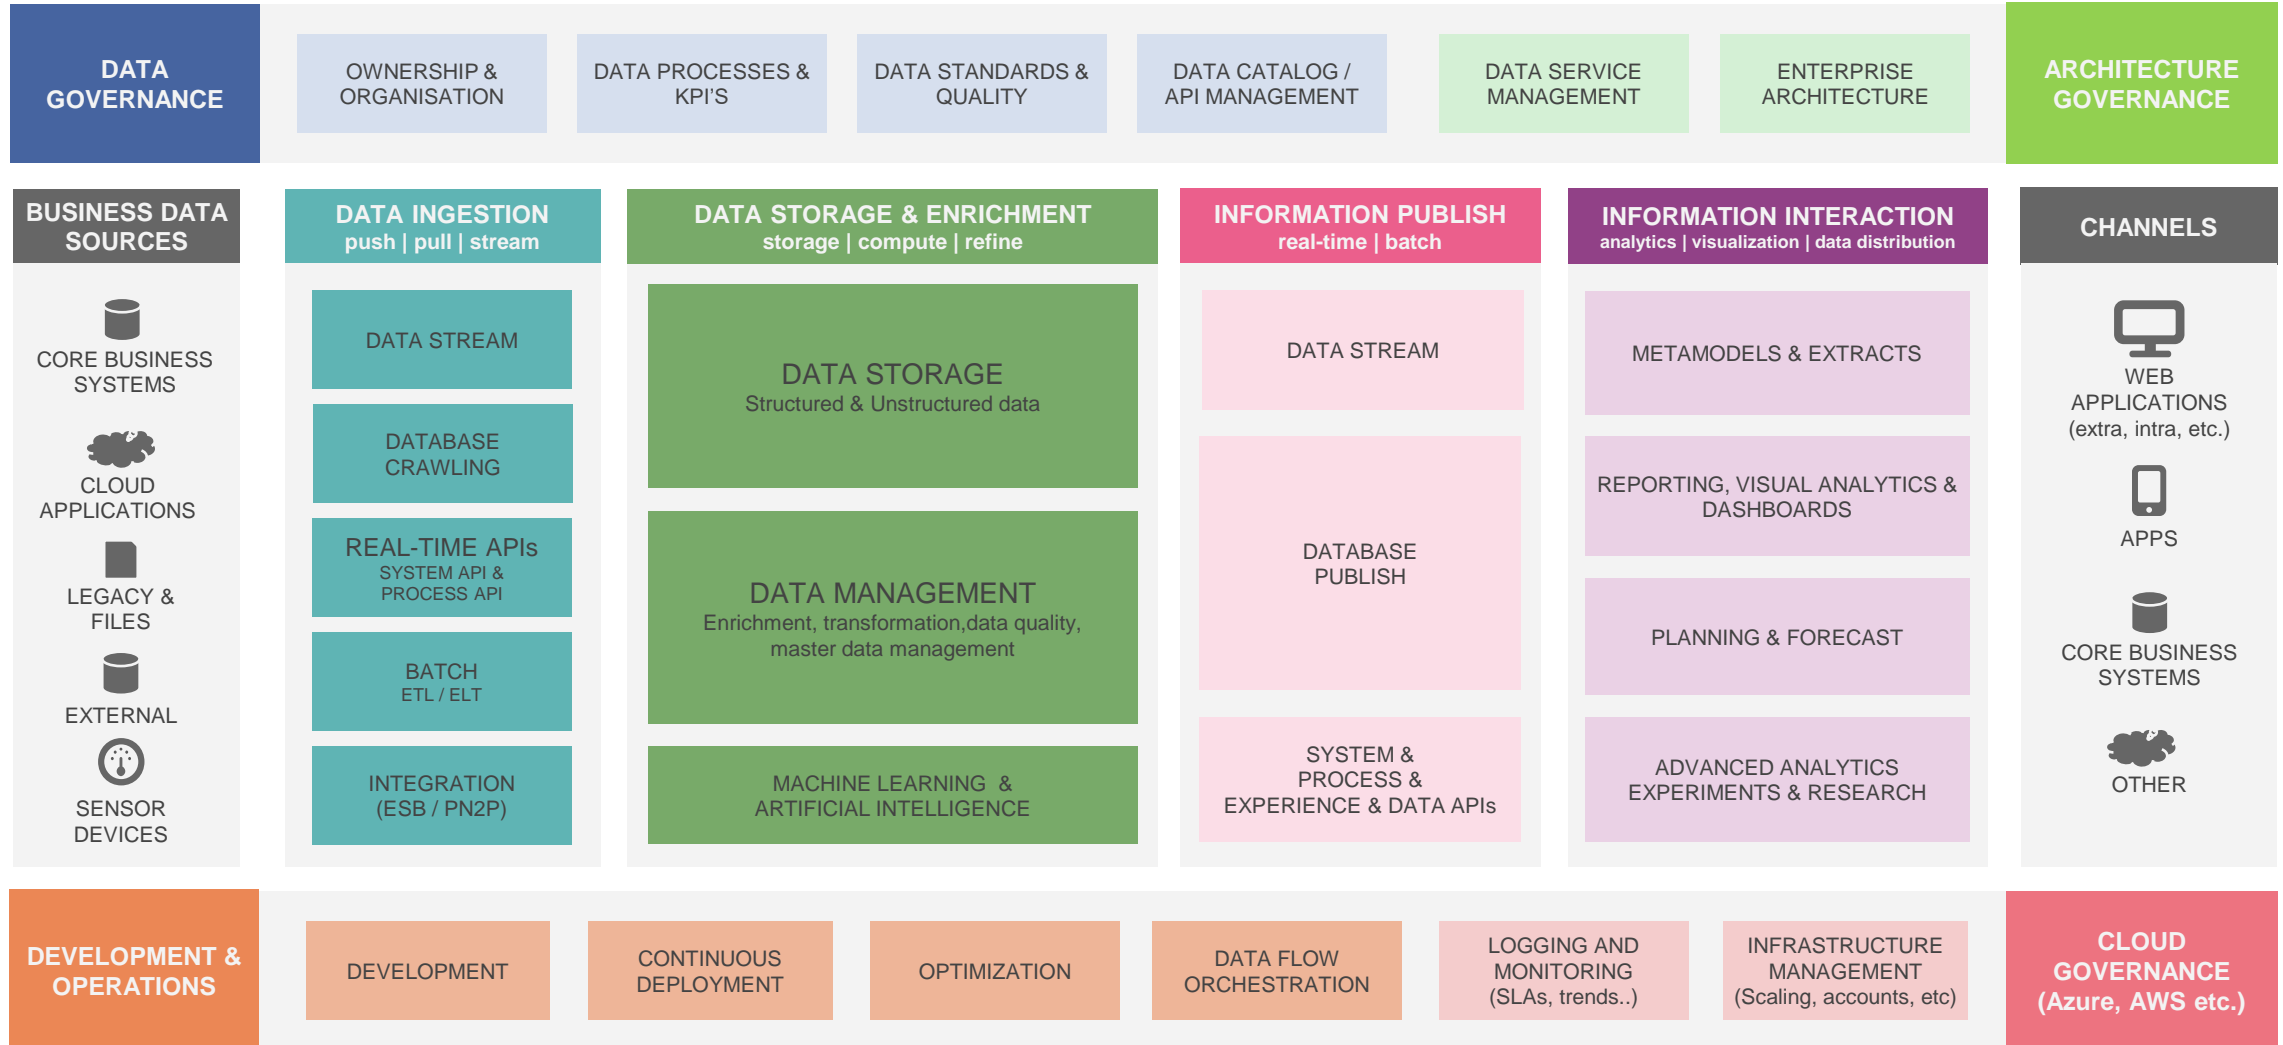 DATA
GOVERNANCE
OWNERSHIP &
ORGANISATION
DATA PROCESSES &
KPI'S
DATA STANDARDS &
QUALITY
DATA CATALOG /
API MANAGEMENT
DATA SERVICE
MANAGEMENT
ENTERPRISE
ARCHITECTURE
ARCHITECTURE
GOVERNANCE
BUSINESS DATA
SOURCES
CORE BUSINESS
SYSTEMS
CLOUD
APPLICATIONS
LEGACY &
FILES
EXTERNAL
SENSOR
DEVICES
DATA INGESTION
push | pull | stream
DATA STREAM
DATABASE
CRAWLING
REAL-TIME APIs
SYSTEM API &
PROCESS API
BATCH
ETL / ELT
INTEGRATION
(ESB / PN2P)
DATA STORAGE & ENRICHMENT
storage | compute | refine
DATA STORAGE
Structured & Unstructured data
DATA MANAGEMENT
Enrichment, transformation,data quality,
master data management
MACHINE LEARNING &
ARTIFICIAL INTELLIGENCE
INFORMATION PUBLISH
real-time | batch
DATA STREAM
DATABASE
PUBLISH
SYSTEM &
PROCESS &
EXPERIENCE & DATA APIs
INFORMATION INTERACTION
analytics | visualization | data distribution
METAMODELS & EXTRACTS
REPORTING, VISUAL ANALYTICS &
DASHBOARDS
PLANNING & FORECAST
ADVANCED ANALYTICS
EXPERIMENTS & RESEARCH
CHANNELS
WEB
APPLICATIONS
(extra, intra, etc.)
APPS
CORE BUSINESS
SYSTEMS
OTHER
DEVELOPMENT &
OPERATIONS
DEVELOPMENT
CONTINUOUS
DEPLOYMENT
OPTIMIZATION
DATA FLOW
ORCHESTRATION
LOGGING AND
MONITORING
(SLAs, trends..)
INFRASTRUCTURE
MANAGEMENT
(Scaling, accounts, etc)
CLOUD
GOVERNANCE
(Azure, AWS etc.)